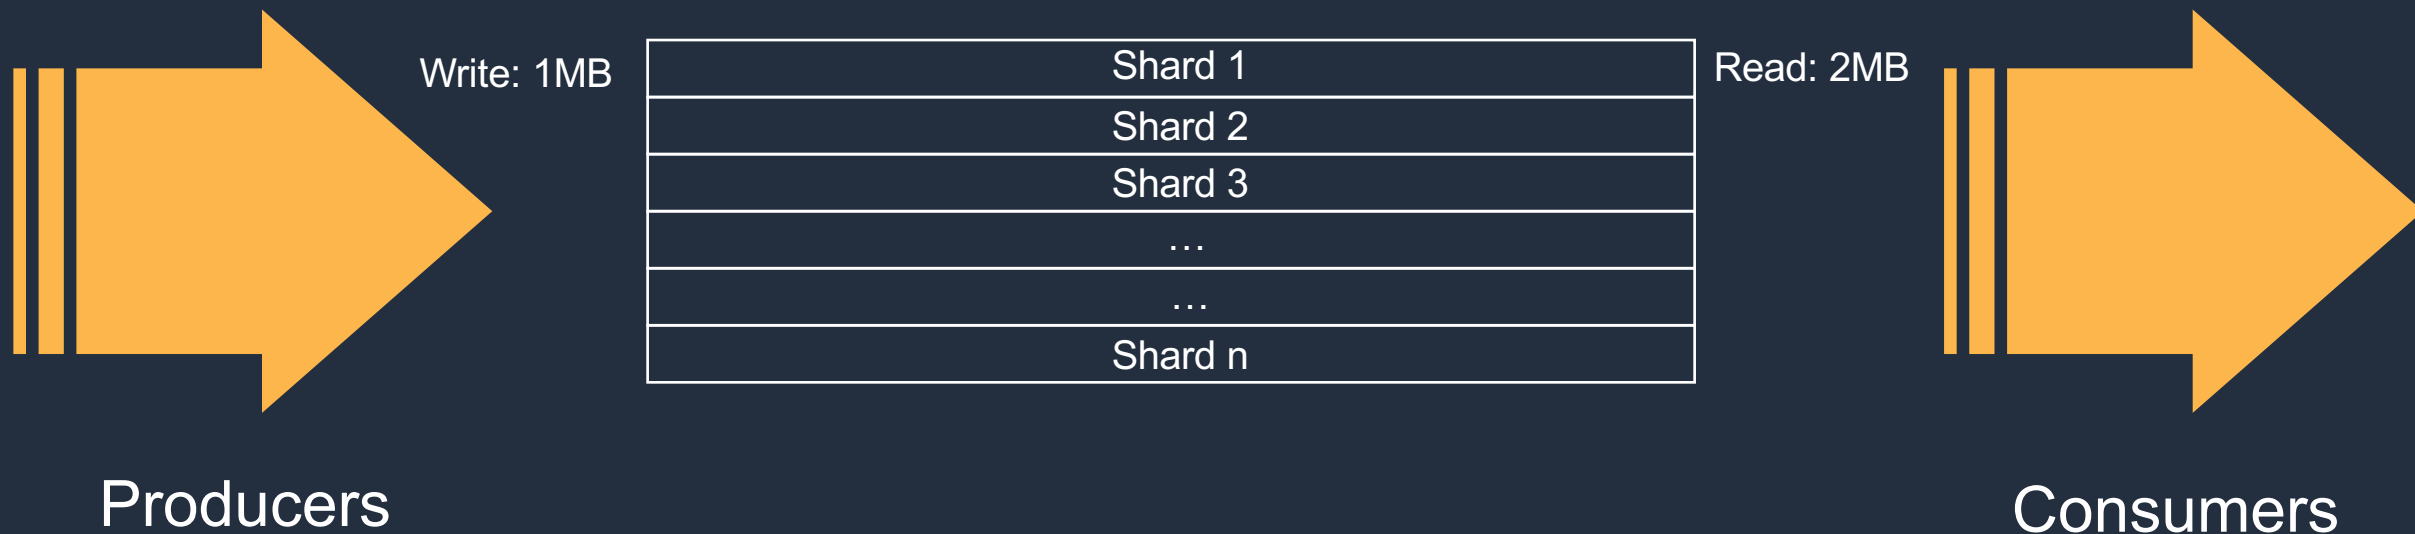 Write: 1MB
Shard 1
Read: 2MB
Shard 2
Shard 3
…
…
Shard n
Producers
Consumers